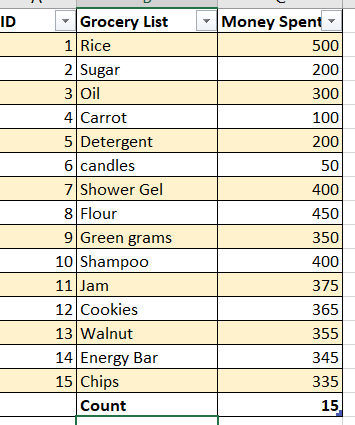 ID Grocery List Money Spent
1 Rice 500
2 Sugar 200
3 Oil 300
4 Carrot 100
5 Detergent 200
6 candles 50
7 Shower Gel 400
8 Flour 450
9 Green grams 350
10 Shampoo 400
11 Jam 375
12 Cookies 365
13 Walnut 355
14 Energy Bar 345
15 Chips 335
Count 15